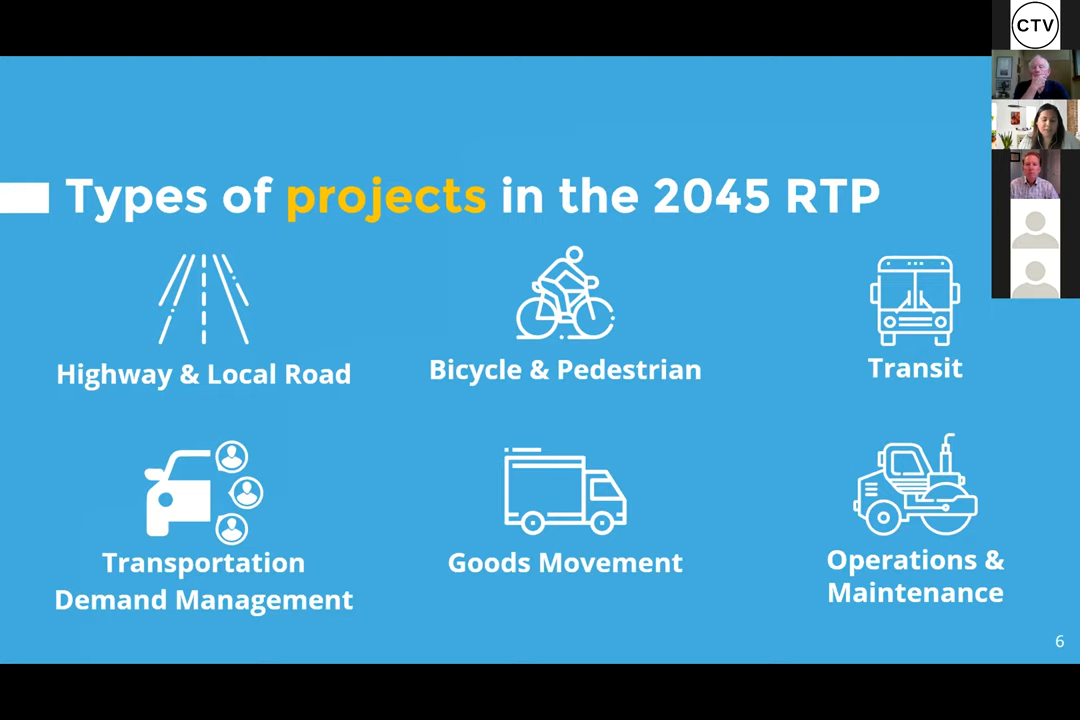 CTV
Types of projects in the 2045 RTP
Highway & Local Road
Bicycle & Pedestrian
Transit
Transportation
Demand Management
Goods Movement
Operations &
Maintenance
6